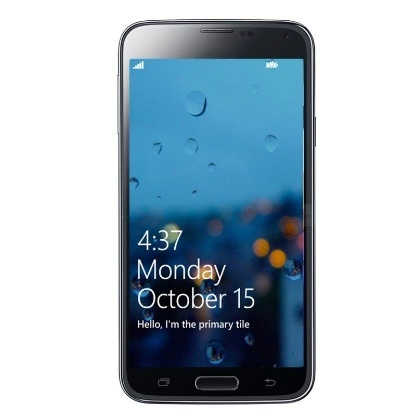 4:37
Monday
October 15
Hello, I'm the primary tile